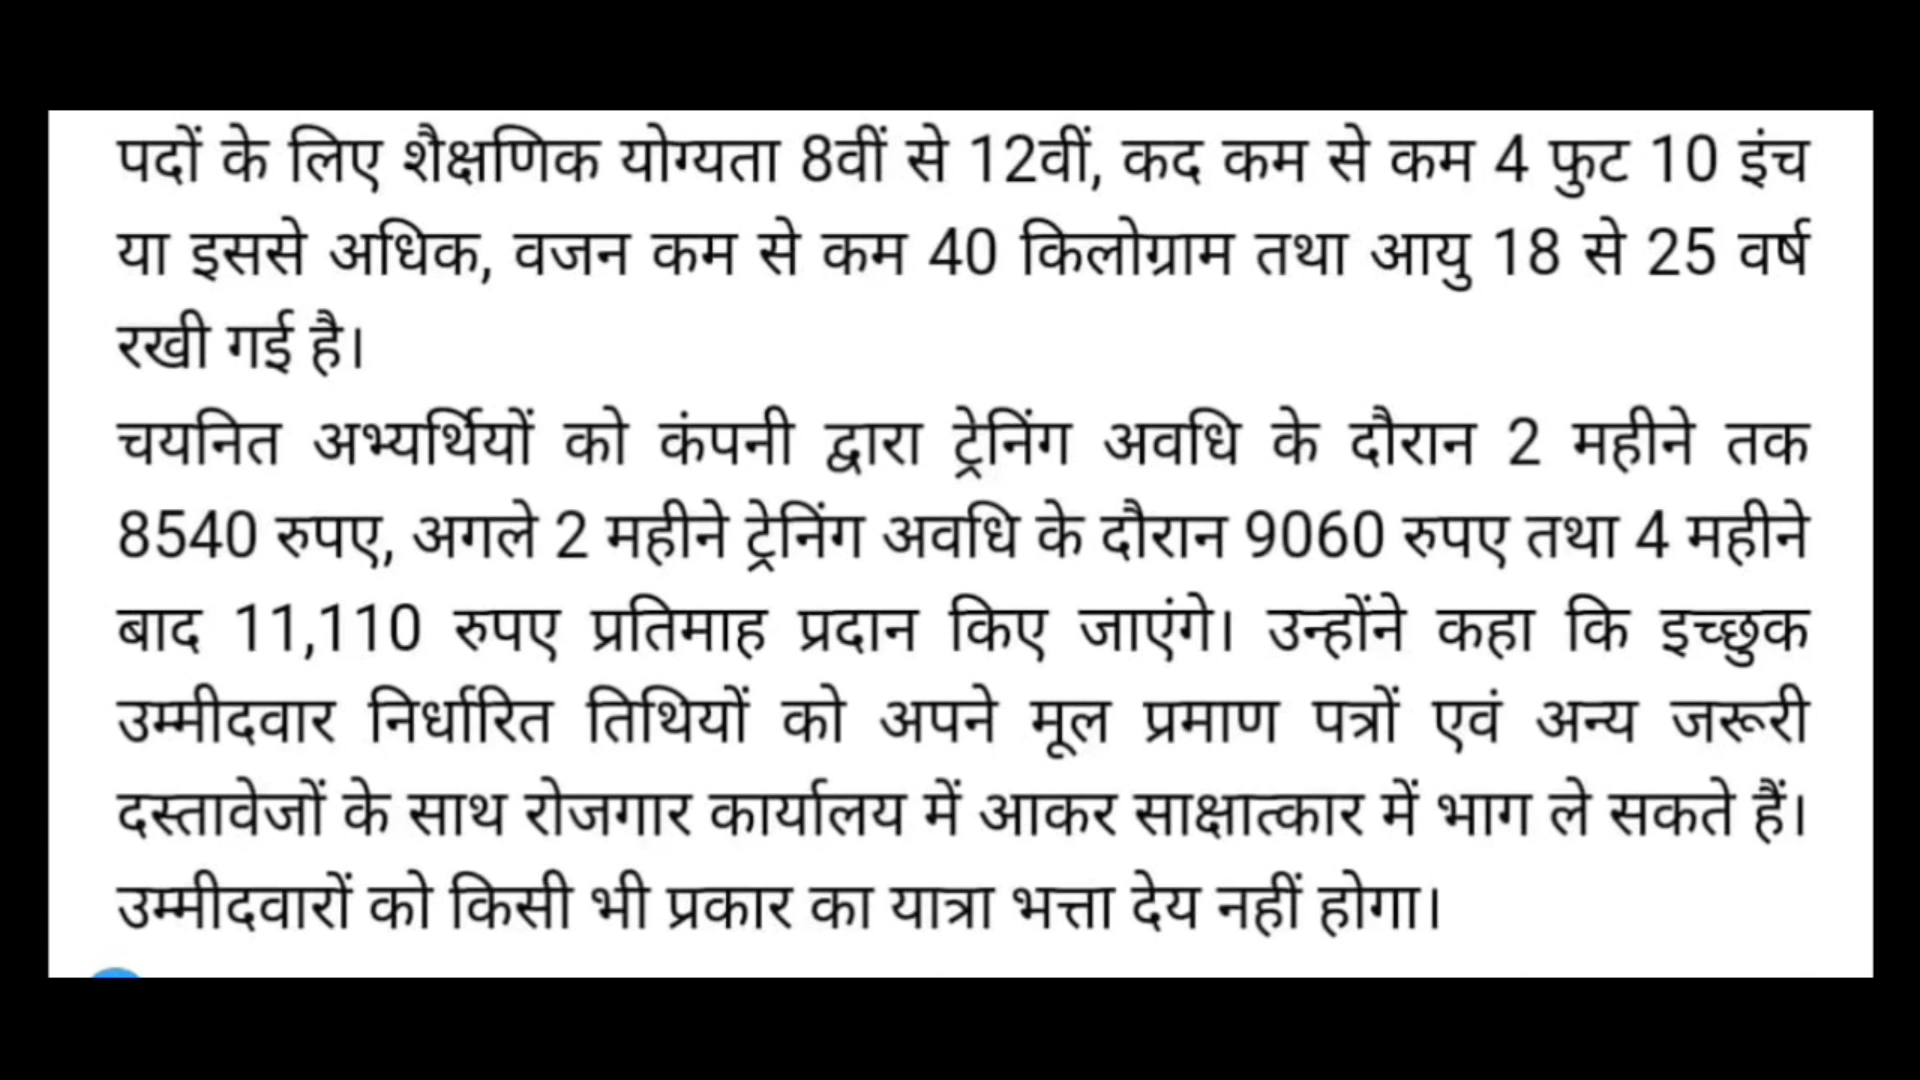 पदों के लिए शैक्षणिक योग्यता 8वीं से 12वीं, कद कम से कम 4 फुट 10 इंच
या इससे अधिक, वजन कम से कम 40 किलोग्राम तथा आयु 18 से 25 वर्ष
रखी गई है।
चयनित अभ्यर्थियों को कंपनी द्वारा ट्रेनिंग अवधि के दौरान 2 महीने तक
8540 रुपए, अगले 2 महीने ट्रेनिंग अवधि के दौरान 9060 रुपए तथा 4 महीने
बाद 11,110 रुपए प्रतिमाह प्रदान किए जाएंगे। उन्होंने कहा कि इच्छुक
उम्मीदवार निर्धारित तिथियों को अपने मूल प्रमाण पत्रों एवं अन्य जरूरी
दस्तावेजों के साथ रोजगार कार्यालय में आकर साक्षात्कार में भाग ले सकते हैं।
उम्मीदवारों को किसी भी प्रकार का यात्रा भत्ता देय नहीं होगा।